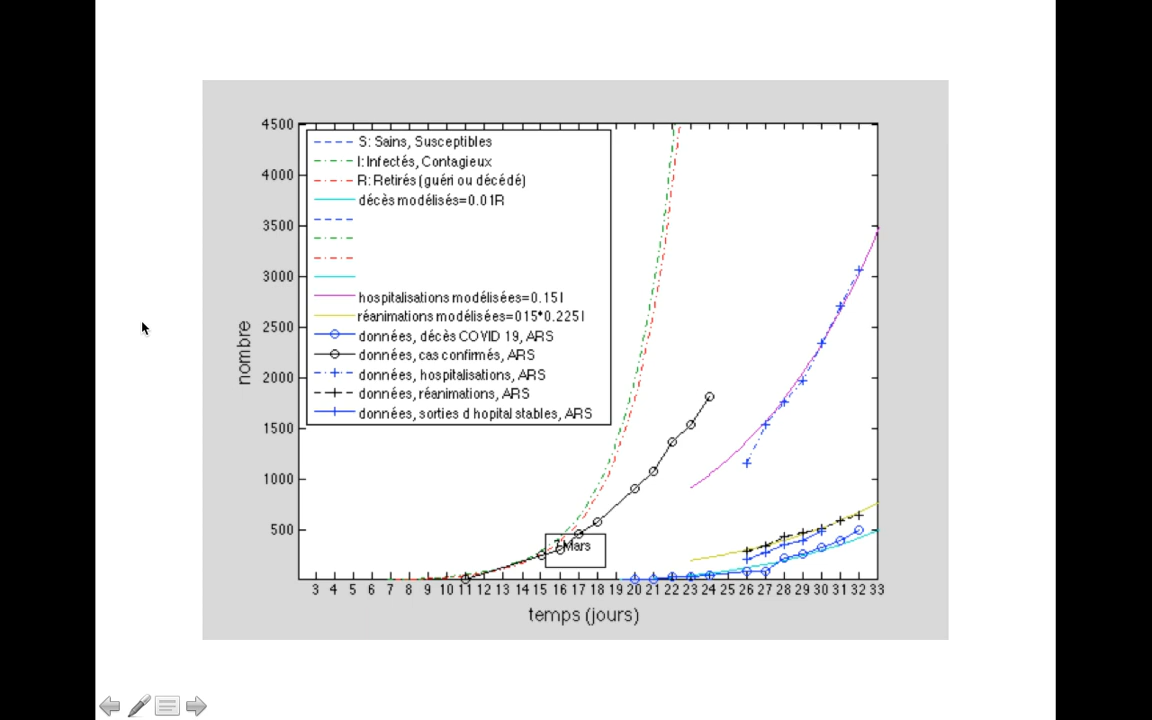 4500
4000
3500
3000
2500
2000
1500
1000
500
nombre
S: Sains, Susceptibles
I: Infectés, Contagieux
R: Retirés (guéri ou décédé)
décès modélisés=0.01R
hospitalisations modélisées=0.15 I
réanimations modélisées=015*0.225 I
données, décès COVID 19, ARS
données, cas confirmés, ARS
données, hospitalisations, ARS
données, réanimations, ARS
données, sorties d hopital stables, ARS
7 Mars
3 4 5 6 7 8 9 10 11 12 13 14 15 16 17 18 19 20 21 22 23 24 25 26 27 28 29 30 31 32 33
temps (jours)